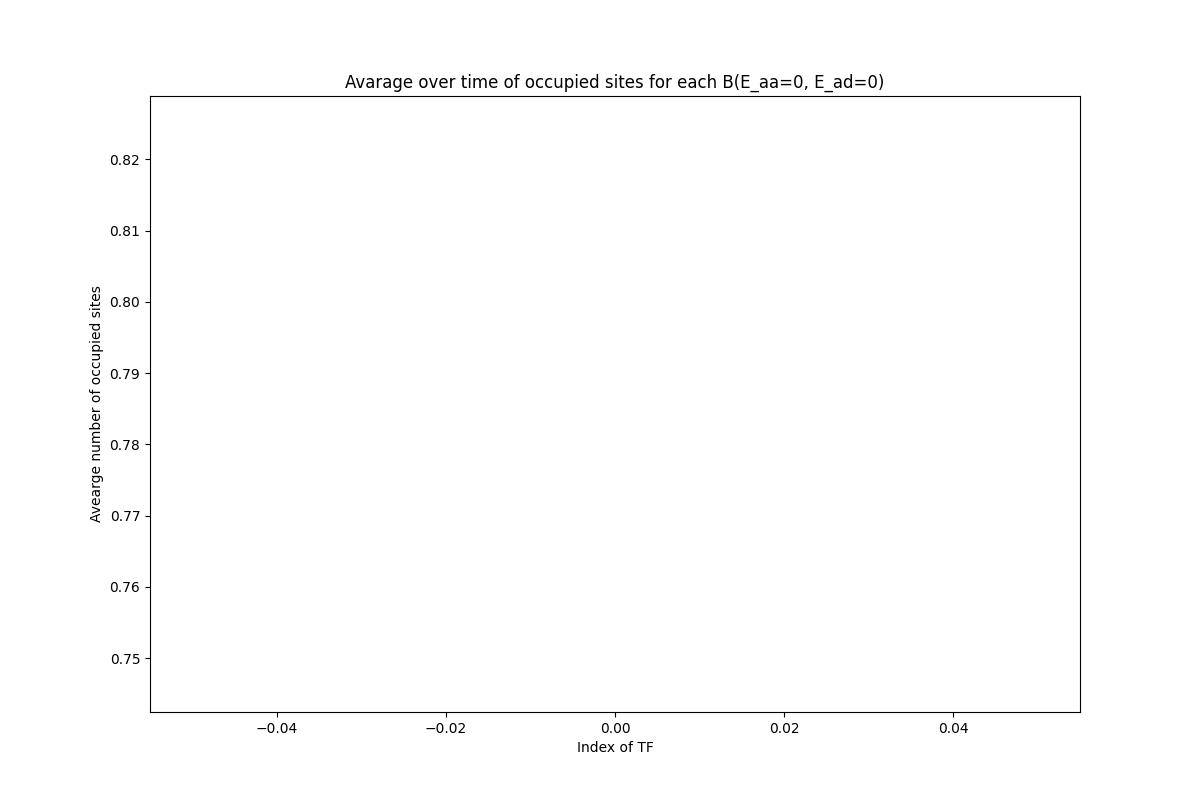 Avarage over time of occupied sites for each B(E_aa=0, E_ad=0)
0.82
0.81
0.80
0.79
0.78
0.77
0.76
0.75
Avearge number of occupied sites
−0.04 −0.02 0.00 0.02 0.04
Index of TF